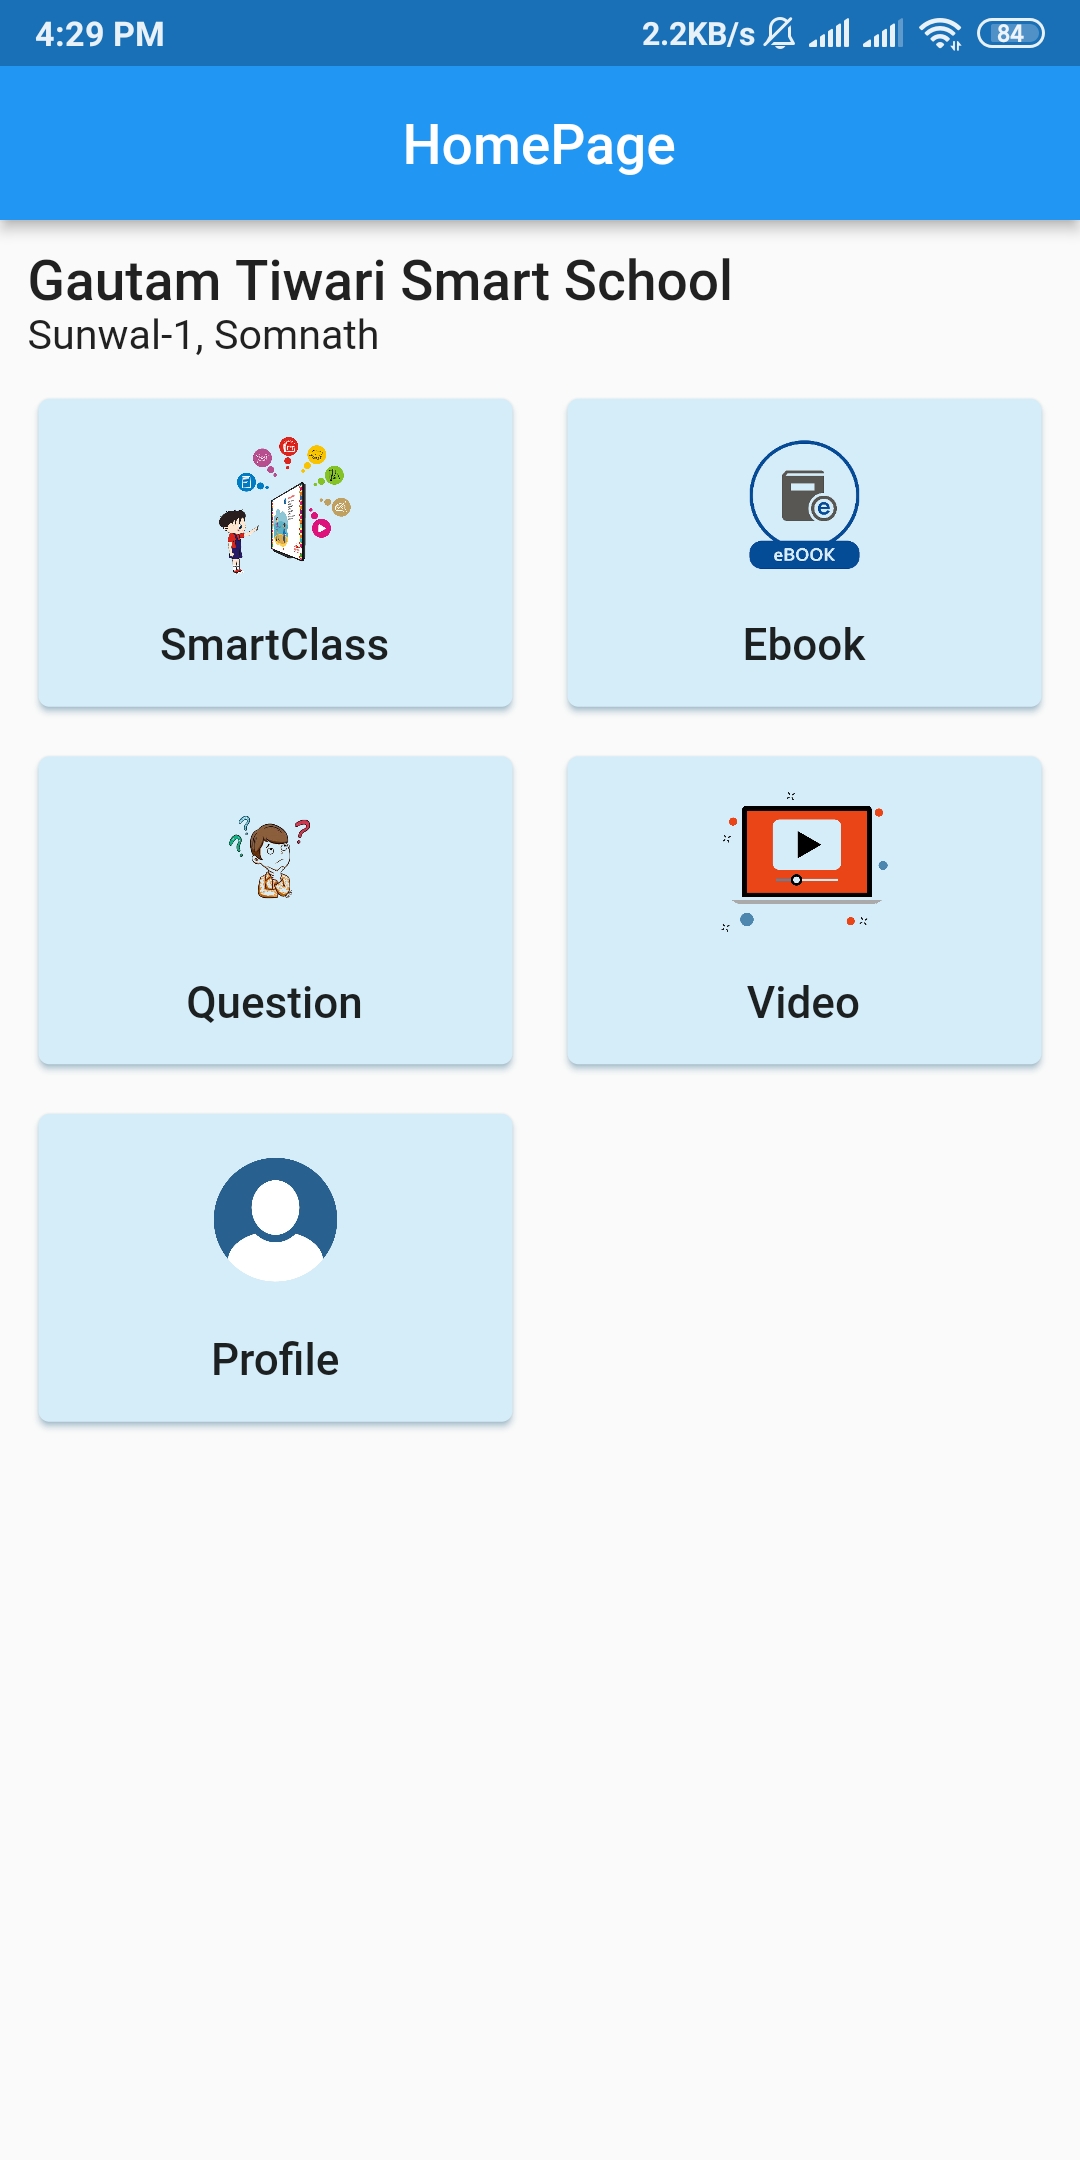 4:29 PM 2.2KB/s 84
HomePage
Gautam Tiwari Smart School
Sunwal-1, Somnath
eBOOK
SmartClass Ebook
Question Video
Profile